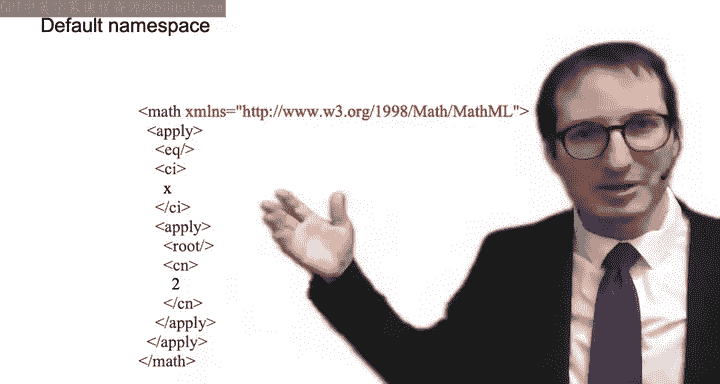 Default namespace
<math xmlns="http://www.w3.org/1998/Math/MathML">
<apply>
<eq/>
<ci>
x
</ci>
<apply>
<root/>
<cn>
2
</cn>
</apply>
</apply>
</math>